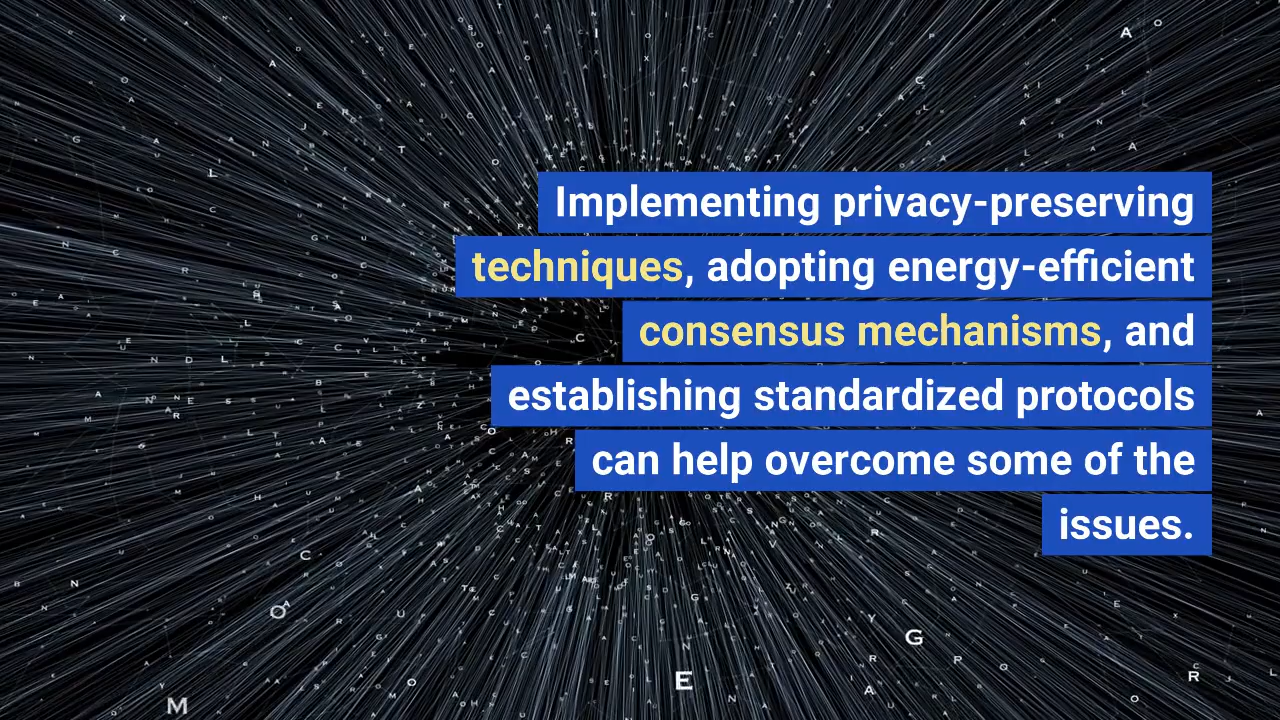 Implementing privacy-preserving
techniques, adopting energy-efficient
consensus mechanisms, and
establishing standardized protocols
can help overcome some of the
issues.